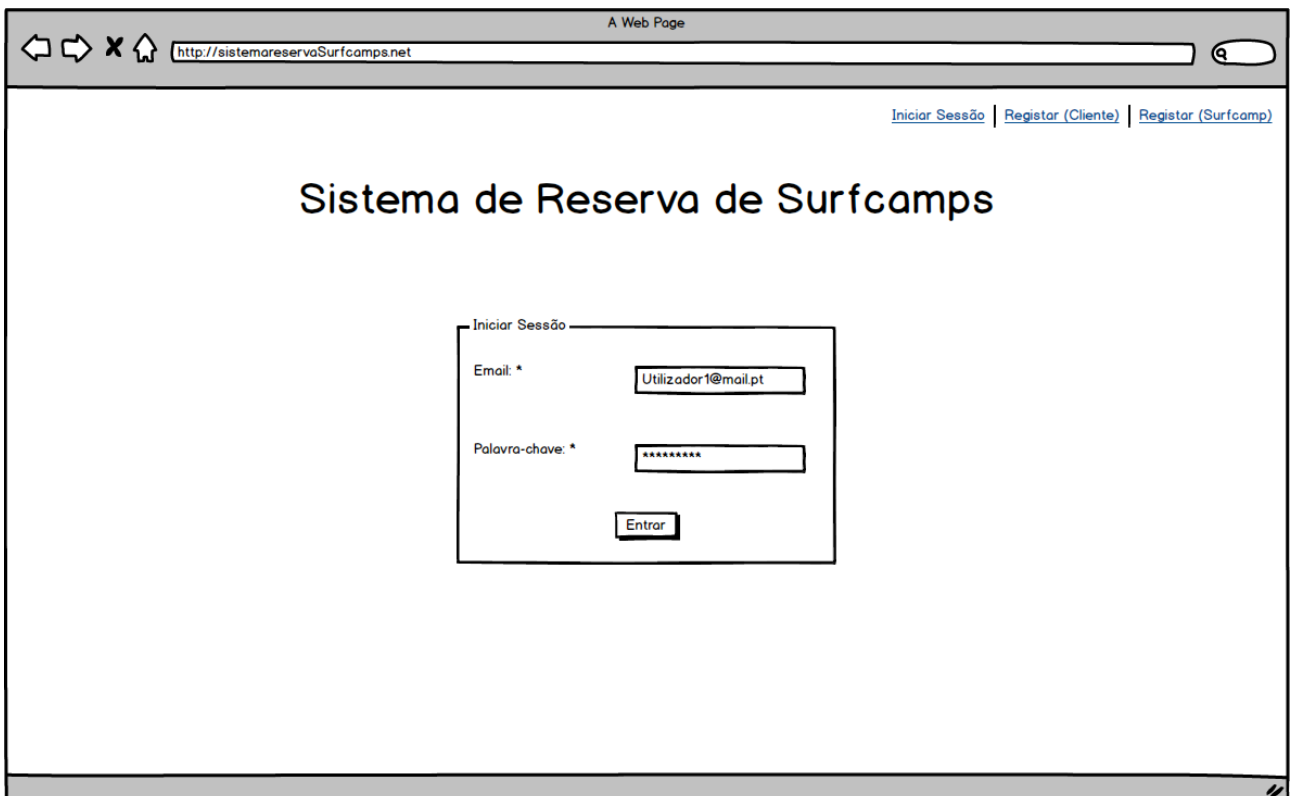 A Web Page
http://sistemareservaSurfcamps.net
Iniciar Sessão Registar (Cliente) Registar (Surfcamp)
Sistema de Reserva de Surfcamps
Iniciar Sessão
Email: * Utilizador1@mail.pt
Palavra-chave: * *********
Entrar